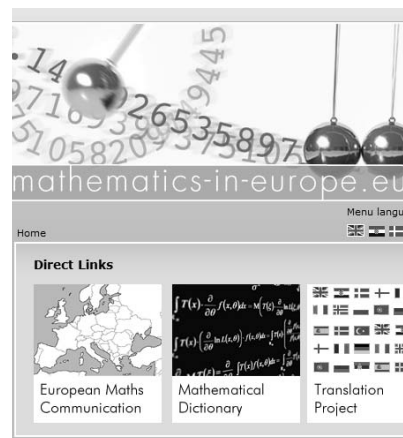 mathematics-in-europe.eu
Menu langu
Home
Direct Links
European Maths
Communication
Mathematical
Dictionary
Translation
Project